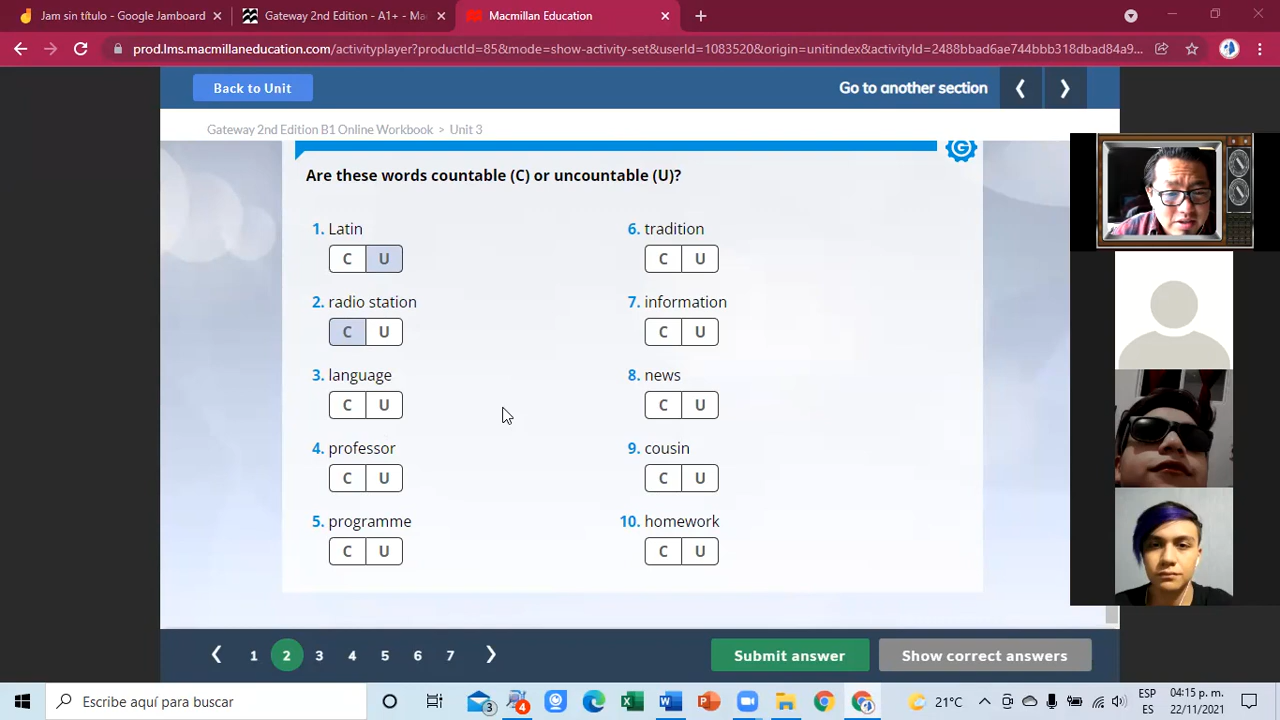 Jam sin título - Google Jamboard
Gateway 2nd Edition - A1+ - Mac
Macmillan Education
prod.lms.macmillaneducation.com/activityplayer?productId=85&mode=show-activity-set&userId=1083520&origin=unitindex&activityId=2488bbad6ae744bbb318dbad84a9...
Back to Unit
Go to another section
Gateway 2nd Edition B1 Online Workbook > Unit 3
Are these words countable (C) or uncountable (U)?
1. Latin
C U
2. radio station
C U
3. language
C U
4. professor
C U
5. programme
C U
6. tradition
C U
7. information
C U
8. news
C U
9. cousin
C U
10. homework
C U
1 2 3 4 5 6 7
Submit answer
Show correct answers
Escribe aquí para buscar
3
4
21°C
ESP
ES
04:15 p. m.
22/11/2021